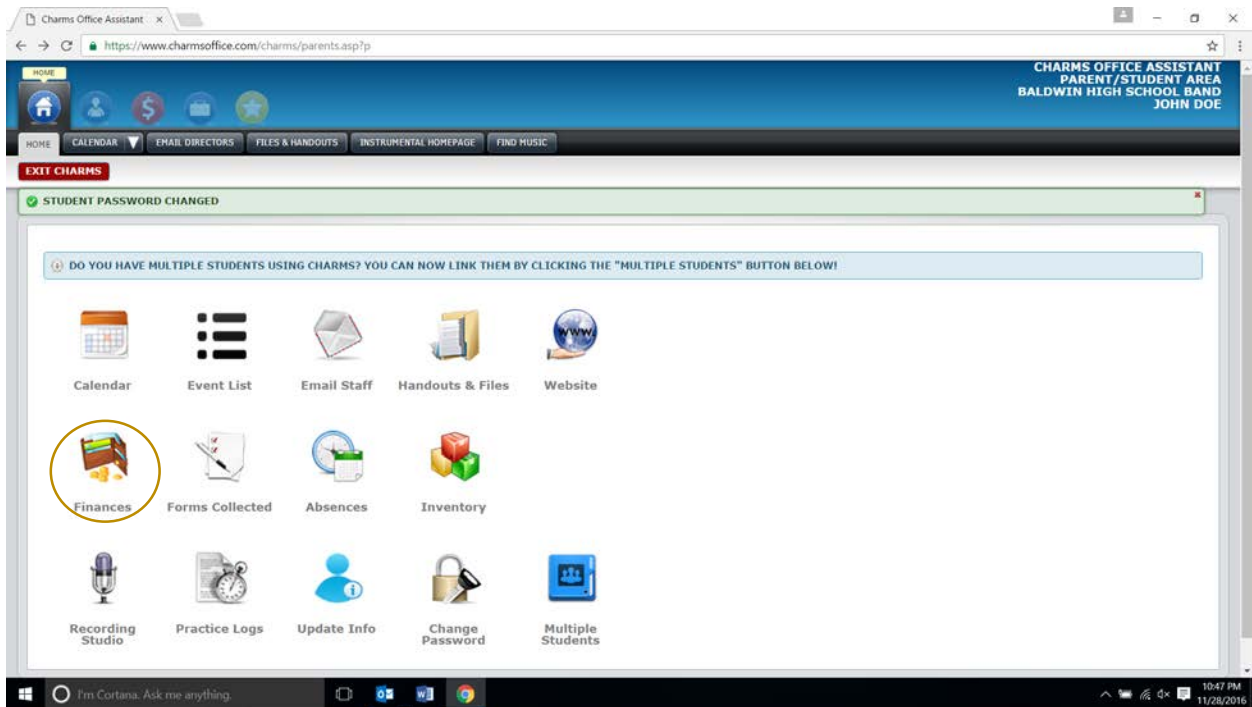 Charms Office Assistant
https://www.charmsoffice.com/charms/parents.asp?p
HOME
CHARMS OFFICE ASSISTANT
PARENT/STUDENT AREA
BALDWIN HIGH SCHOOL BAND
JOHN DOE
HOME CALENDAR EMAIL DIRECTORS FILES & HANDOUTS INSTRUMENTAL HOMEPAGE FIND MUSIC
EXIT CHARMS
STUDENT PASSWORD CHANGED
DO YOU HAVE MULTIPLE STUDENTS USING CHARMS? YOU CAN NOW LINK THEM BY CLICKING THE "MULTIPLE STUDENTS" BUTTON BELOW!
WWW.
Calendar Event List Email Staff Handouts & Files Website
Finances Forms Collected Absences Inventory
Recording Practice Logs Update Info Change Multiple
Studio Password Students
I'm Cortana. Ask me anything.
10:47 PM
11/28/2016